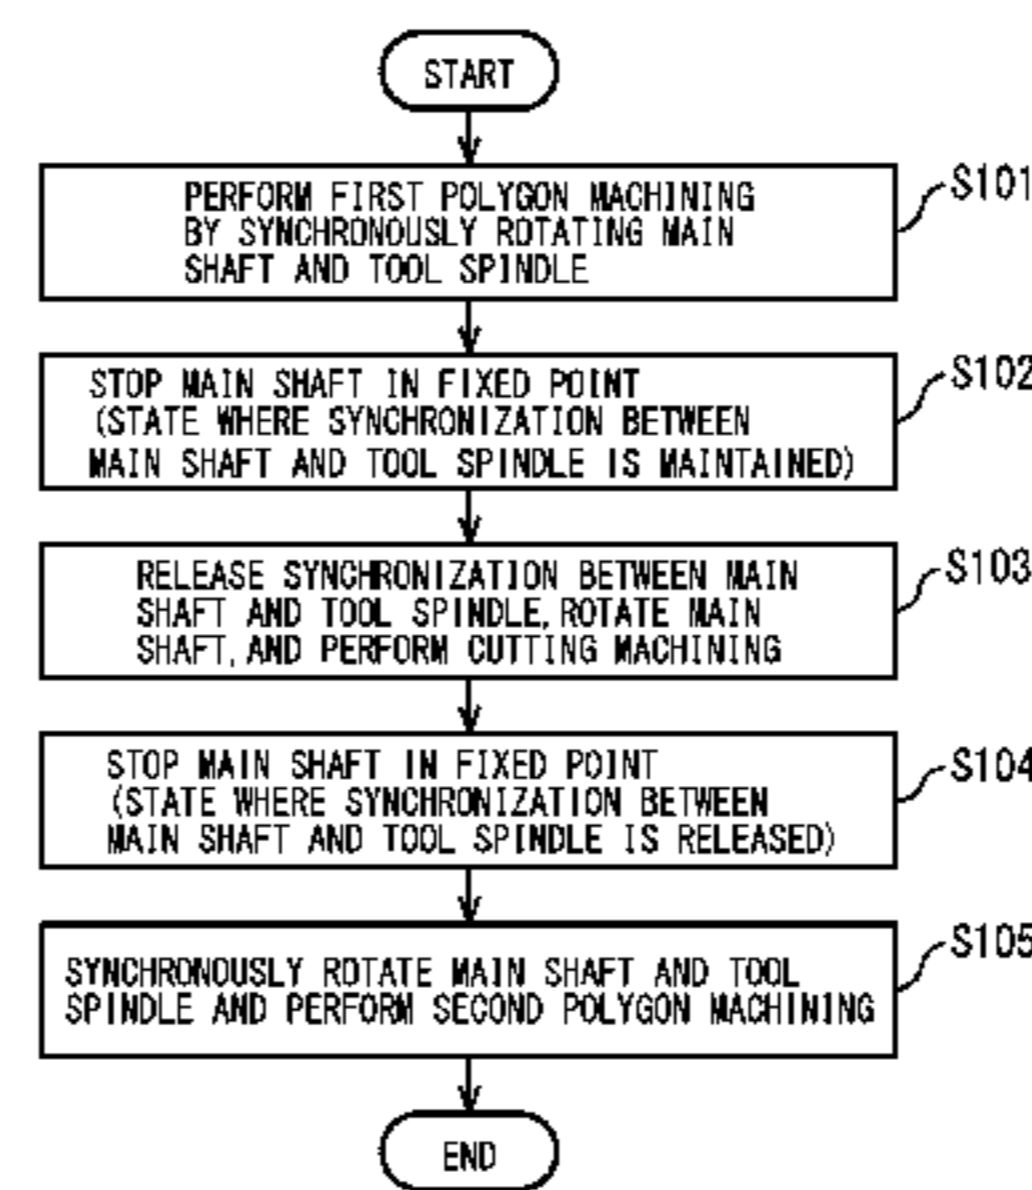 START
PERFORM FIRST POLYGON MACHINING
BY SYNCHRONOUSLY ROTATING MAIN
SHAFT AND TOOL SPINDLE
S101
STOP MAIN SHAFT IN FIXED POINT
(STATE WHERE SYNCHRONIZATION BETWEEN
MAIN SHAFT AND TOOL SPINDLE IS MAINTAINED)
S102
RELEASE SYNCHRONIZATION BETWEEN MAIN
SHAFT AND TOOL SPINDLE, ROTATE MAIN
SHAFT, AND PERFORM CUTTING MACHINING
S103
STOP MAIN SHAFT IN FIXED POINT
(STATE WHERE SYNCHRONIZATION BETWEEN
MAIN SHAFT AND TOOL SPINDLE IS RELEASED)
S104
SYNCHRONOUSLY ROTATE MAIN SHAFT AND TOOL
SPINDLE AND PERFORM SECOND POLYGON MACHINING
S105
END